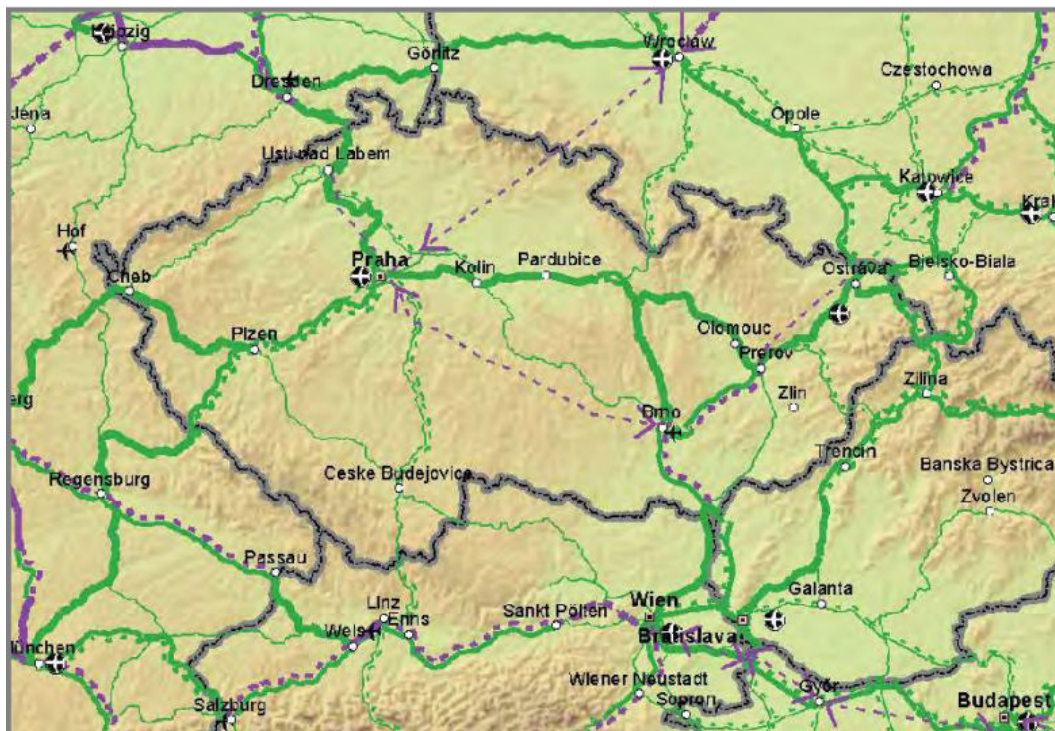 Leipzig
Görlitz
Wroclaw
Dresden
Czestochowa
Jena
Opole
Usti nad Labem
Katowice
Kra
Hof
Praha
Cheb
Kolin
Pardubice
Ostrava
Bielsko-Biala
Plzen
Olomouc
Prerov
Zilina
erg
Zlin
Brno
Trencin
Ceske Budejovice
Banska Bystrica
Regensburg
Zvolen
Passau
Galanta
Linz
Wien
Enns
Sankt Pölten
Wels
Bratislava
München
Wiener Neustadt
Györ
Salzburg
Sopron
Budapest